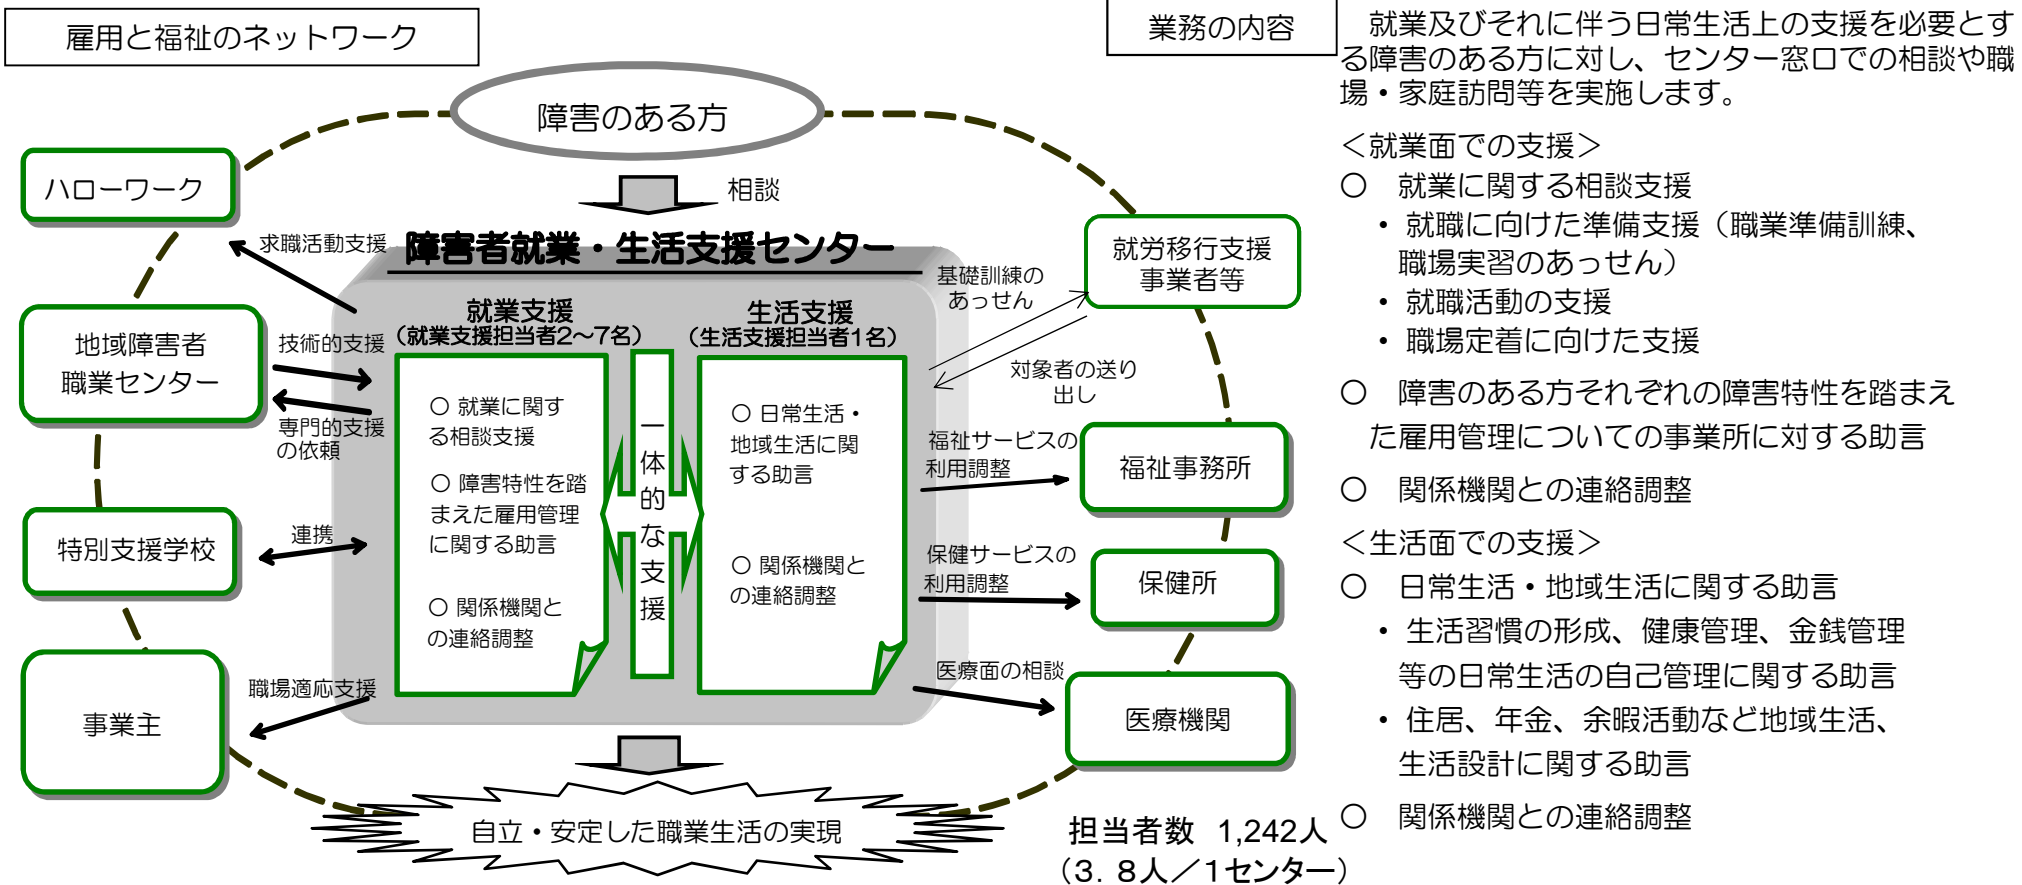 雇用と福祉のネットワーク
障害のある方
相談
ハローワーク
求職活動支援
地域障害者
職業センター
技術的支援
専門的支援
の依頼
特別支援学校
連携
事業主
職場適応支援
障害者就業・生活支援センター
就業支援
（就業支援担当者2～7名）
○ 就業に関す
る相談支援
○ 障害特性を踏
まえた雇用管理
に関する助言
○ 関係機関と
の連絡調整
一体的な支援
生活支援
（生活支援担当者1名）
○ 日常生活・
地域生活に関
する助言
○ 関係機関と
の連絡調整
基礎訓練の
あっせん
対象者の送り
出し
就労移行支援
事業者等
福祉サービスの
利用調整
福祉事務所
保健サービスの
利用調整
保健所
医療面の相談
医療機関
自立・安定した職業生活の実現
担当者数　1,242人
（３．８人／１センター）
業務の内容
就業及びそれに伴う日常生活上の支援を必要とす
る障害のある方に対し、センター窓口での相談や職
場・家庭訪問等を実施します。
＜就業面での支援＞
○　就業に関する相談支援
・就職に向けた準備支援（職業準備訓練、
職場実習のあっせん）
・就職活動の支援
・職場定着に向けた支援
○　障害のある方それぞれの障害特性を踏まえ
た雇用管理についての事業所に対する助言
○　関係機関との連絡調整
＜生活面での支援＞
○　日常生活・地域生活に関する助言
・生活習慣の形成、健康管理、金銭管理
等の日常生活の自己管理に関する助言
・住居、年金、余暇活動など地域生活、
生活設計に関する助言
○　関係機関との連絡調整